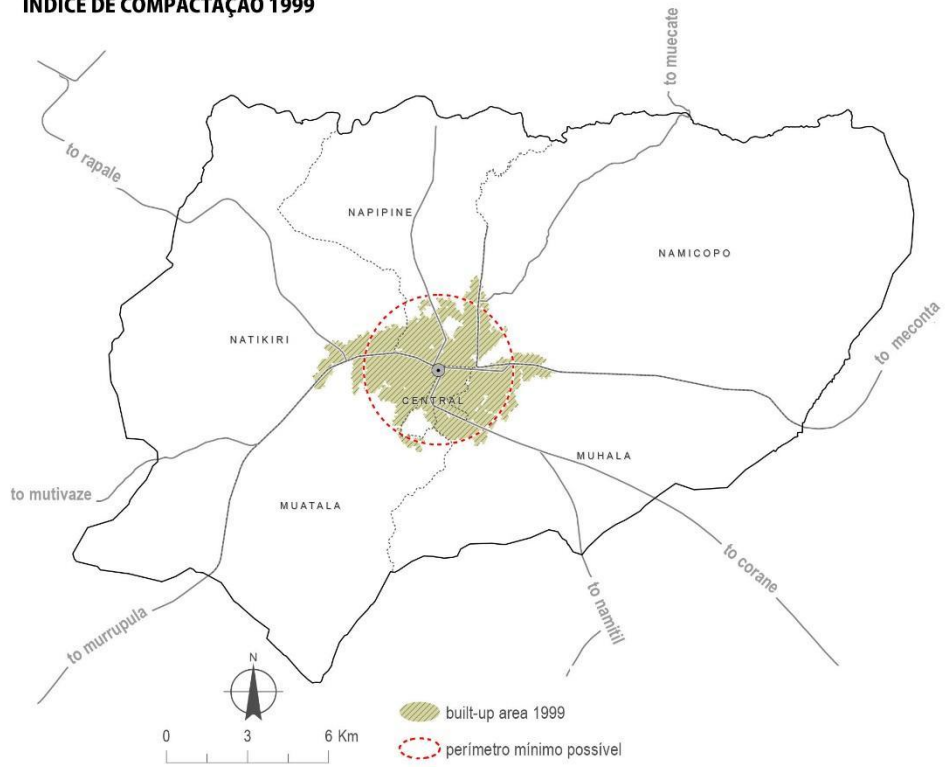 ÍNDICE DE COMPACTAÇÃO 1999
to muecate
to rapale
NAPIPINE
NAMICOPO
NATIKIRI
to meconta
CENTRAL
MUHALA
to mutivaze
MUATALA
to corane
to namitil
to murrupula
N
built-up area 1999
0 3 6 Km
perímetro mínimo possível